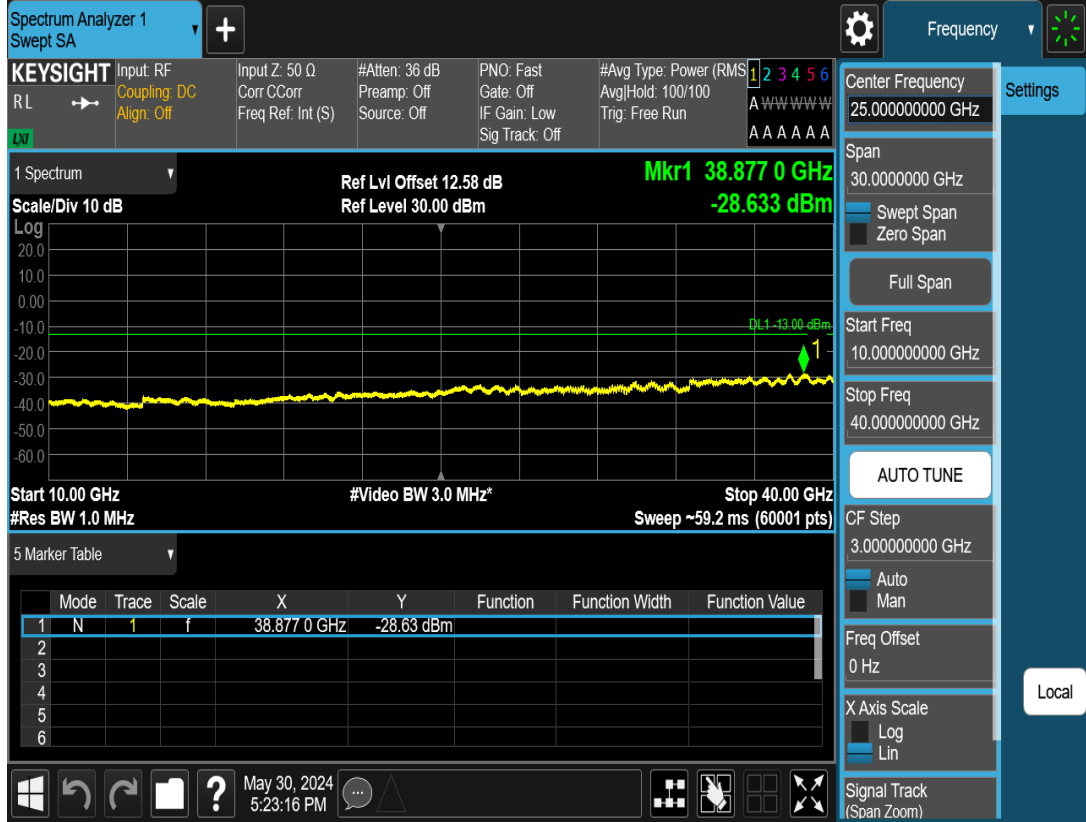 Spectrum Analyzer 1
Swept SA
+
Frequency
KEYSIGHT
R L
LXI
Input: RF
Coupling: DC
Align: Off
Input Z: 50 Ω
Corr CCorr
Freq Ref: Int (S)
#Atten: 36 dB
Preamp: Off
Source: Off
PNO: Fast
Gate: Off
IF Gain: Low
Sig Track: Off
#Avg Type: Power (RMS
Avg|Hold: 100/100
Trig: Free Run
1 2 3 4 5 6
A W W W W W
A A A A A A
1 Spectrum
Scale/Div 10 dB
Ref Lvl Offset 12.58 dB
Ref Level 30.00 dBm
Mkr1 38.877 0 GHz
-28.633 dBm
Log
20.0
10.0
0.00
-10.0
-20.0
-30.0
-40.0
-50.0
-60.0
DL1 -13.00 dBm
1
Start 10.00 GHz
#Res BW 1.0 MHz
#Video BW 3.0 MHz*
Stop 40.00 GHz
Sweep ~59.2 ms (60001 pts)
5 Marker Table
Mode Trace Scale X Y Function Function Width Function Value
1 N 1 f 38.877 0 GHz -28.63 dBm
2
3
4
5
6
?
May 30, 2024
5:23:16 PM
Center Frequency
25.000000000 GHz
Span
30.0000000 GHz
Swept Span
Zero Span
Full Span
Start Freq
10.000000000 GHz
Stop Freq
40.000000000 GHz
AUTO TUNE
CF Step
3.000000000 GHz
Auto
Man
Freq Offset
0 Hz
X Axis Scale
Log
Lin
Signal Track
(Span Zoom)
Settings
Local